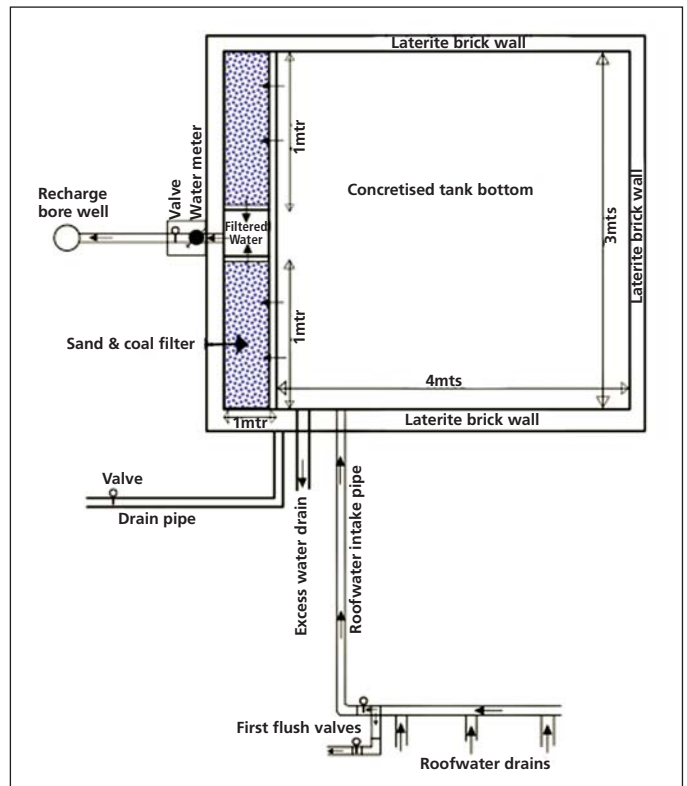 Laterite brick wall
1mtr
Water meter
Valve
Recharge
bore well
Filtered
Water
Concretised tank bottom
3mts
Laterite brick wall
1mtr
Sand & coal filter
4mts
1mtr
Laterite brick wall
Valve
Drain pipe
Excess water drain
Roofwater intake pipe
First flush valves
Roofwater drains